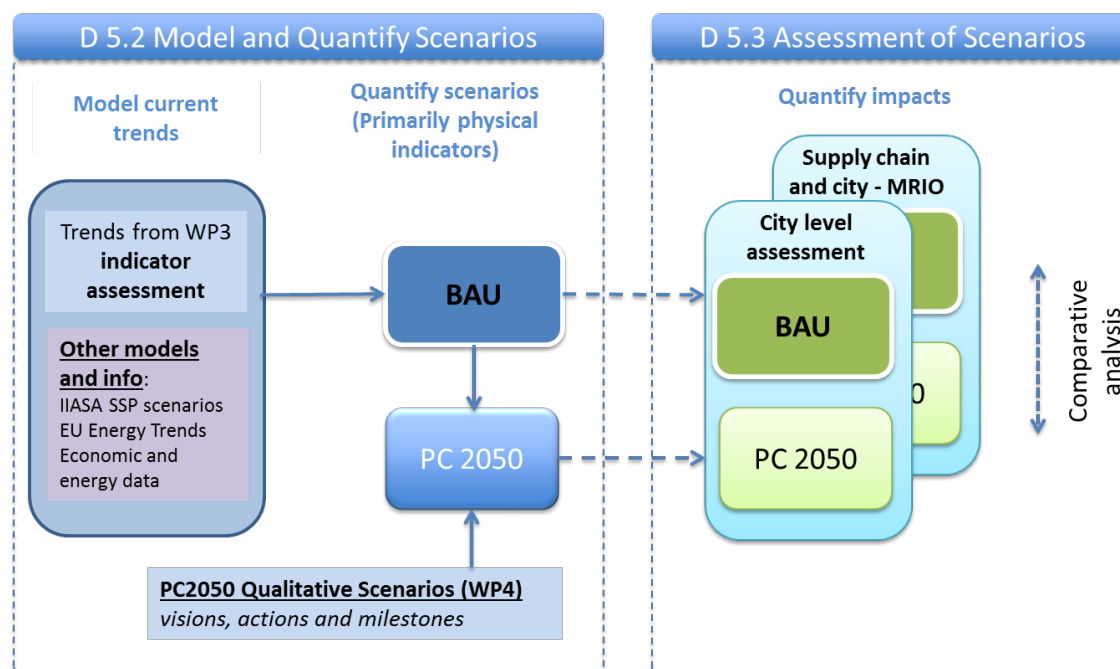 D 5.2 Model and Quantify Scenarios
Model current
trends
Quantify scenarios
(Primarily physical
indicators)
Trends from WP3
indicator
assessment
Other models
and info:
IIASA SSP scenarios
EU Energy Trends
Economic and
energy data
BAU
PC 2050
PC2050 Qualitative Scenarios (WP4)
visions, actions and milestones
D 5.3 Assessment of Scenarios
Quantify impacts
Supply chain
and city - MRIO
0
City level
assessment
BAU
PC 2050
Comparative
analysis